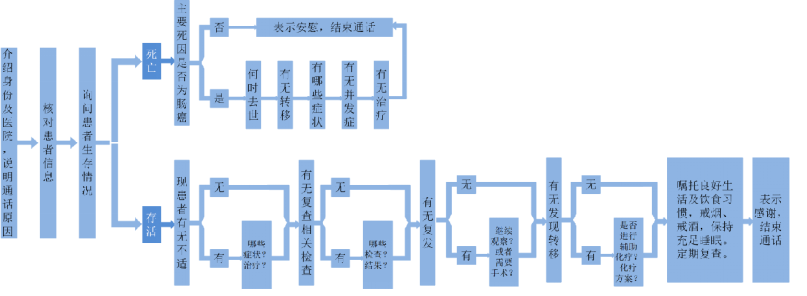 介绍身份及医院，说明通话原因
核对患者信息
询问患者生存情况
死亡
主要死因是否为肠癌
否
表示安慰，结束通话
是
何时去世
有无转移
有哪些症状
有无并发症
有无治疗
存活
现患者有无不适
无
有
哪些
症状？
治疗？
有无复查相关检查
无
有
哪些
检查？
结果？
有无复发
无
有
继续
观察？
或者
需要
手术？
有无发现转移
无
有
是否
进行
辅助
化疗？
化疗
方案？
嘱托良好生
活及饮食习
惯，戒烟、
戒酒，保持
充足睡眠。
定期复查。
表示
感谢，
结束
通话